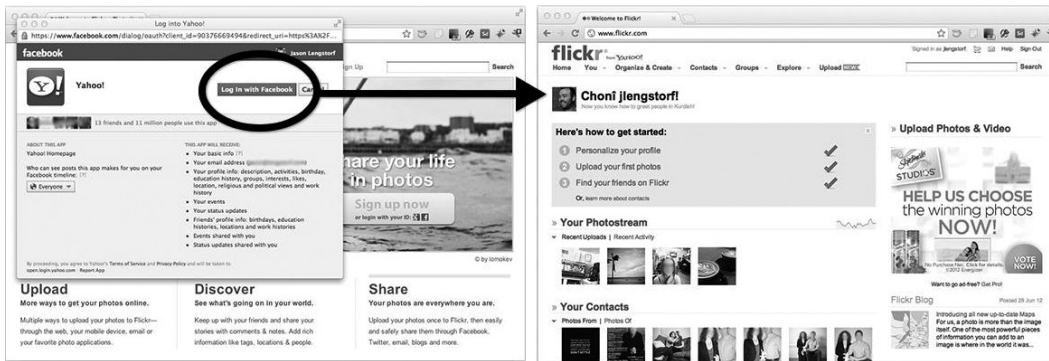 Log into Yahoo!
https://www.facebook.com/dialog/oauth?client_id=90376669494&redirect_uri=https%3A%2F...
facebook
Jason Lengstorf
Yahoo!
Log In with Facebook
13 friends and 11 million people use this app
ABOUT THIS APP
Yahoo! Homepage
Who can see posts this app makes for you on your
Facebook timeline: [?]
Everyone
THIS APP WILL RECEIVE:
• Your basic info [?]
• Your email address
• Your profile info: description, activities, birthday,
education history, groups, interests, likes,
location, religious and political views and work
history
• Your events
• Your status updates
• Friends' profile info: birthdays, education
histories, locations and work histories
• Events shared with you
• Status updates shared with you
By proceeding, you agree to Yahoo!'s Terms of Service and Privacy Policy and will be taken to
open.login.yahoo.com · Report App
gn Up
Search
hare your life
in photos
Sign up now
or login with your ID:
© by lomokev
Upload
More ways to get your photos online.
Multiple ways to upload your photos to Flickr—
through the web, your mobile device, email or
your favorite photo applications.
Discover
See what's going on in your world.
Keep up with your friends and share your
stories with comments & notes. Add rich
information like tags, locations & people.
Share
Your photos are everywhere you are.
Upload your photos once to Flickr, then easily
and safely share them through Facebook,
Twitter, email, blogs and more.
Welcome to Flickr!
www.flickr.com
flickr from YAHOO!
Signed in as jlengstorf Help Sign Out
Home You Organize & Create Contacts Groups Explore Upload NEW
Search
Chonî jlengstorf!
Now you know how to greet people in Kurdish!
Here's how to get started:
1 Personalize your profile
2 Upload your first photos
3 Find your friends on Flickr
Or, learn more about contacts
» Your Photostream
Recent Uploads | Recent Activity
» Your Contacts
Photos From | Photos Of
» Upload Photos & Video
STUDIOS
HELP US CHOOSE
the winning photos
NOW!
No Purchase Nec. Click for details.
©2012 Energizer
VOTE
NOW!
Want to go ad-free? Get Pro!
Flickr Blog
Posted 29 Jun 12
Introducing all new up-to-date Maps
For us, a photo is more than the image
itself. One of the most powerful pieces
of information you can add to an
image is where in the world it was...